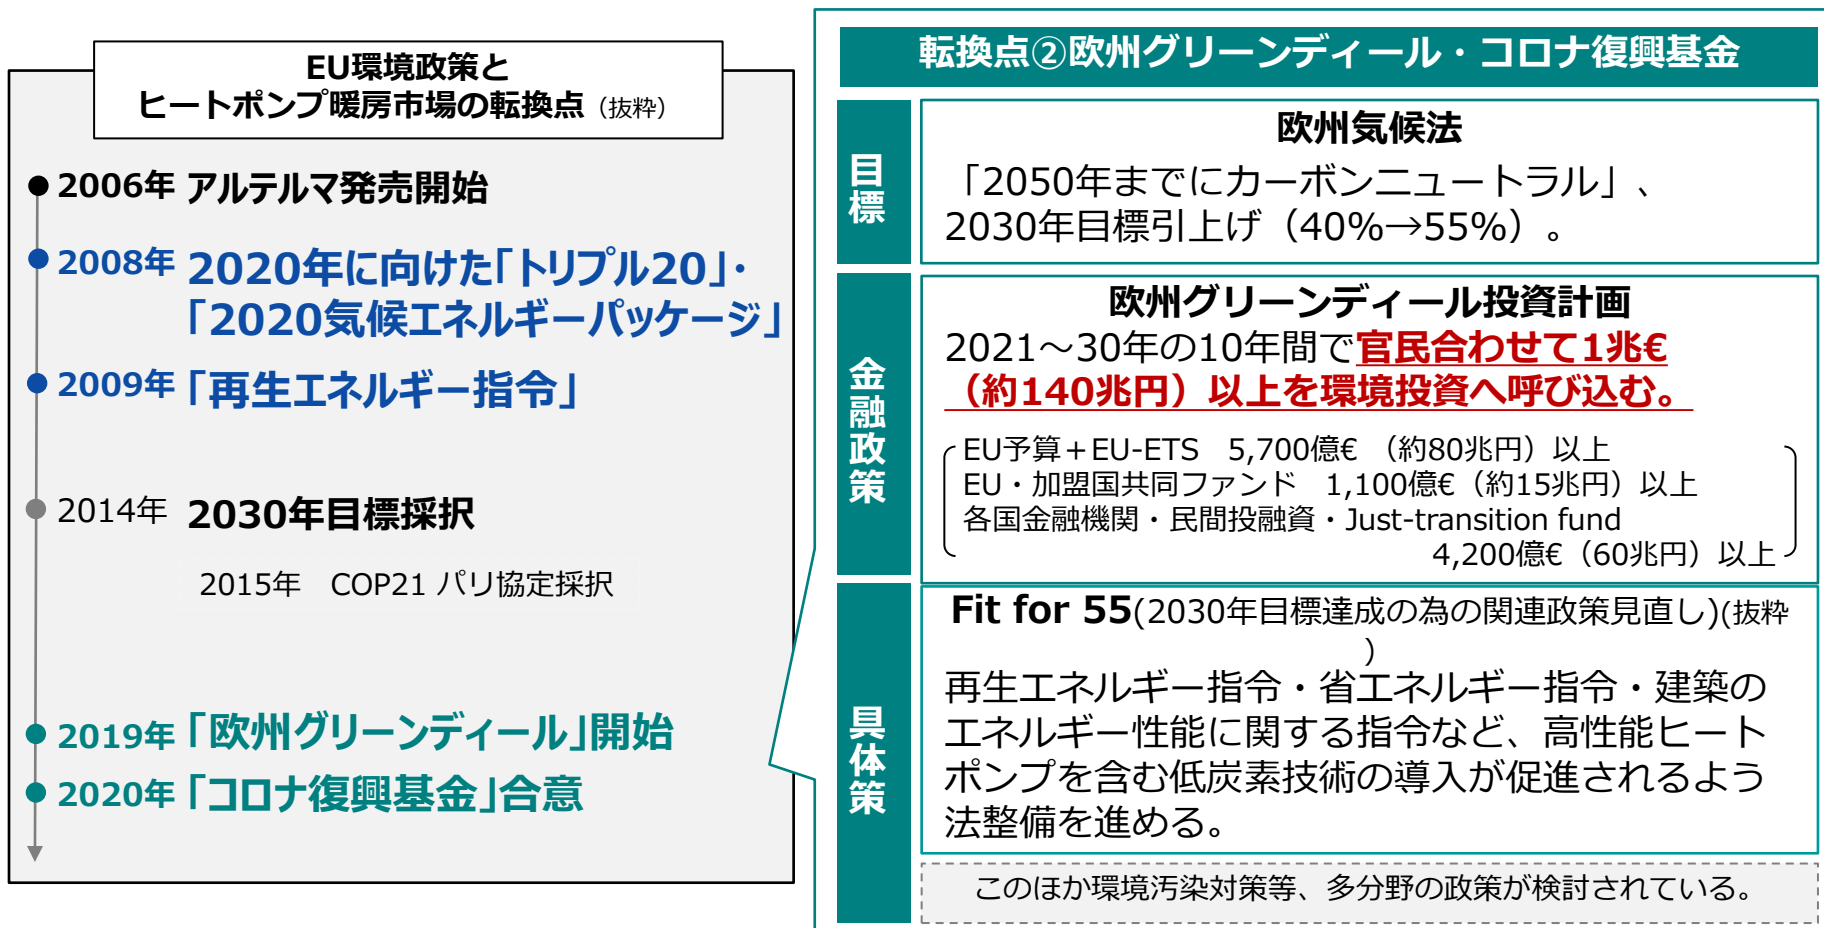 EU環境政策と
ヒートポンプ暖房市場の転換点（抜粋）
2006年 アルテルマ発売開始
2008年 2020年に向けた「トリプル20」・
「2020気候エネルギーパッケージ」
2009年「再生エネルギー指令」
2014年 2030年目標採択
2015年　COP21 パリ協定採択
2019年「欧州グリーンディール」開始
2020年「コロナ復興基金」合意
転換点②欧州グリーンディール・コロナ復興基金
目標
欧州気候法
「2050年までにカーボンニュートラル」、
2030年目標引上げ（40%→55%）。
金融政策
欧州グリーンディール投資計画
2021～30年の10年間で官民合わせて1兆€
（約140兆円）以上を環境投資へ呼び込む。
EU予算＋EU-ETS　5,700億€ （約80兆円）以上
EU・加盟国共同ファンド　1,100億€（約15兆円）以上
各国金融機関・民間投融資・Just-transition fund
4,200億€（60兆円）以上
具体策
Fit for 55(2030年目標達成の為の関連政策見直し)(抜粋
)
再生エネルギー指令・省エネルギー指令・建築の
エネルギー性能に関する指令など、高性能ヒート
ポンプを含む低炭素技術の導入が促進されるよう
法整備を進める。
このほか環境汚染対策等、多分野の政策が検討されている。